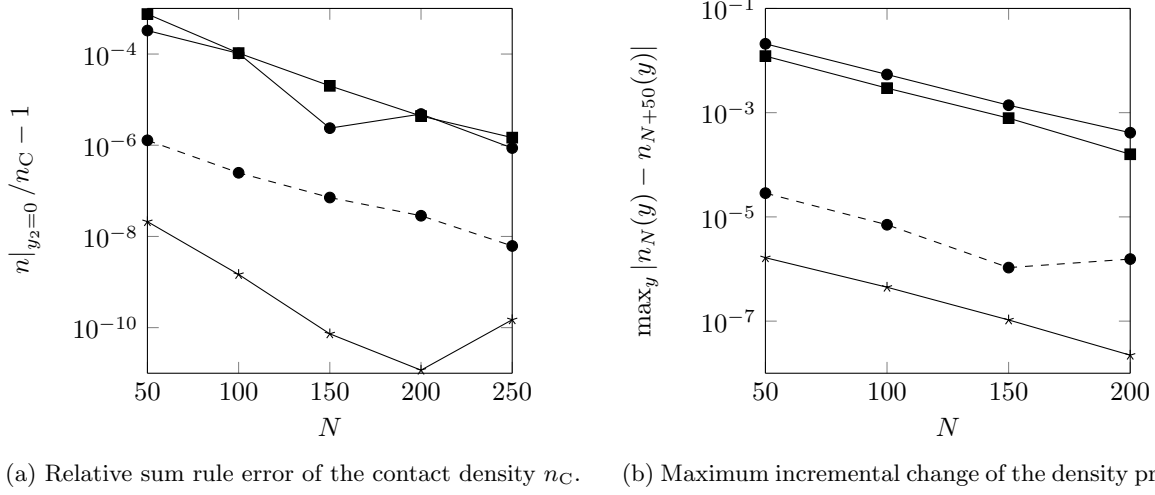 10^{-4}
10^{-6}
10^{-8}
10^{-10}
50 100 150 200 250
N
n|_{y_2=0}/n_C − 1
10^{-1}
10^{-3}
10^{-5}
10^{-7}
50 100 150 200
N
max_y |n_N(y) − n_{N+50}(y)|
(a) Relative sum rule error of the contact density n_C.
(b) Maximum incremental change of the density pr